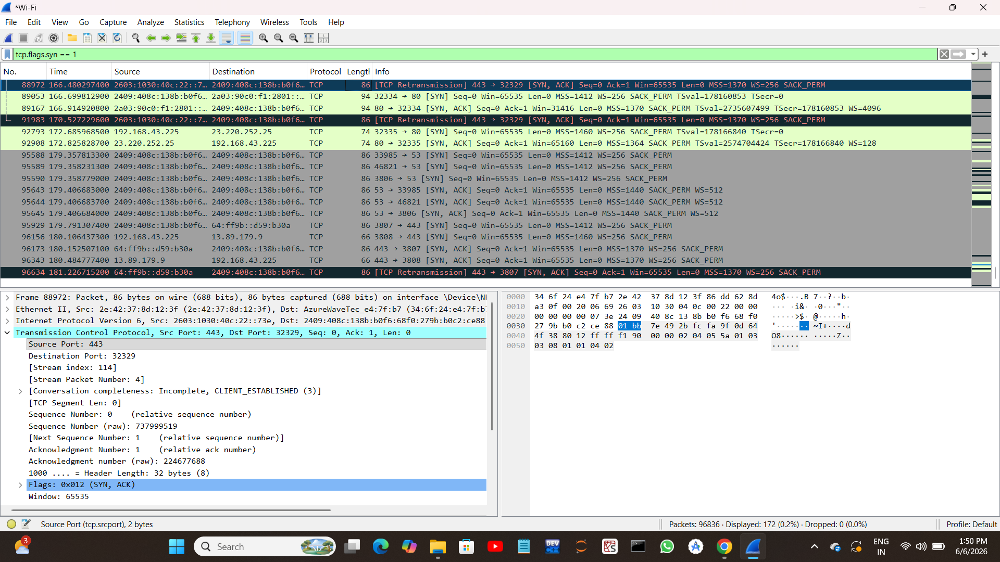 *Wi-Fi
File Edit View Go Capture Analyze Statistics Telephony Wireless Tools Help
tcp.flags.syn == 1
No. Time Source Destination Protocol Length Info
88972 166.480297400 2603:1030:40c:22::7… 2409:408c:138b:b0f6… TCP 86 [TCP Retransmission] 443 → 32329 [SYN, ACK] Seq=0 Ack=1 Win=65535 Len=0 MSS=1370 WS=256 SACK_PERM
89053 166.699812900 2409:408c:138b:b0f6… 2a03:90c0:f1:2801::… TCP 94 32334 → 80 [SYN] Seq=0 Win=65535 Len=0 MSS=1412 WS=256 SACK_PERM TSval=178160853 TSecr=0
89167 166.914920800 2a03:90c0:f1:2801::… 2409:408c:138b:b0f6… TCP 94 80 → 32334 [SYN, ACK] Seq=0 Ack=1 Win=31416 Len=0 MSS=1370 SACK_PERM TSval=2735607499 TSecr=178160853 WS=4096
91983 170.527229600 2603:1030:40c:22::7… 2409:408c:138b:b0f6… TCP 86 [TCP Retransmission] 443 → 32329 [SYN, ACK] Seq=0 Ack=1 Win=65535 Len=0 MSS=1370 WS=256 SACK_PERM
92793 172.685968500 192.168.43.225 23.220.252.25 TCP 74 32335 → 80 [SYN] Seq=0 Win=65535 Len=0 MSS=1460 WS=256 SACK_PERM TSval=178166840 TSecr=0
92908 172.825828700 23.220.252.25 192.168.43.225 TCP 74 80 → 32335 [SYN, ACK] Seq=0 Ack=1 Win=65160 Len=0 MSS=1364 SACK_PERM TSval=2574704424 TSecr=178166840 WS=128
95588 179.357813300 2409:408c:138b:b0f6… 2409:408c:138b:b0f6… TCP 86 33985 → 53 [SYN] Seq=0 Win=65535 Len=0 MSS=1412 WS=256 SACK_PERM
95589 179.358231300 2409:408c:138b:b0f6… 2409:408c:138b:b0f6… TCP 86 46821 → 53 [SYN] Seq=0 Win=65535 Len=0 MSS=1412 WS=256 SACK_PERM
95590 179.358779000 2409:408c:138b:b0f6… 2409:408c:138b:b0f6… TCP 86 3806 → 53 [SYN] Seq=0 Win=65535 Len=0 MSS=1412 WS=256 SACK_PERM
95643 179.406683000 2409:408c:138b:b0f6… 2409:408c:138b:b0f6… TCP 86 53 → 33985 [SYN, ACK] Seq=0 Ack=1 Win=65535 Len=0 MSS=1440 SACK_PERM WS=512
95644 179.406683700 2409:408c:138b:b0f6… 2409:408c:138b:b0f6… TCP 86 53 → 46821 [SYN, ACK] Seq=0 Ack=1 Win=65535 Len=0 MSS=1440 SACK_PERM WS=512
95645 179.406684000 2409:408c:138b:b0f6… 2409:408c:138b:b0f6… TCP 86 53 → 3806 [SYN, ACK] Seq=0 Ack=1 Win=65535 Len=0 MSS=1440 SACK_PERM WS=512
95929 179.791307400 2409:408c:138b:b0f6… 64:ff9b::d59:b30a TCP 86 3807 → 443 [SYN] Seq=0 Win=65535 Len=0 MSS=1412 WS=256 SACK_PERM
96156 180.106437300 192.168.43.225 13.89.179.9 TCP 66 3808 → 443 [SYN] Seq=0 Win=65535 Len=0 MSS=1460 WS=256 SACK_PERM
96173 180.152507100 64:ff9b::d59:b30a 2409:408c:138b:b0f6… TCP 86 443 → 3807 [SYN, ACK] Seq=0 Ack=1 Win=65535 Len=0 MSS=1370 WS=256 SACK_PERM
96343 180.484777400 13.89.179.9 192.168.43.225 TCP 66 443 → 3808 [SYN, ACK] Seq=0 Ack=1 Win=65535 Len=0 MSS=1370 WS=256 SACK_PERM
96634 181.226715200 64:ff9b::d59:b30a 2409:408c:138b:b0f6… TCP 86 [TCP Retransmission] 443 → 3807 [SYN, ACK] Seq=0 Ack=1 Win=65535 Len=0 MSS=1370 WS=256 SACK_PERM
Frame 88972: Packet, 86 bytes on wire (688 bits), 86 bytes captured (688 bits) on interface \Device\NI
Ethernet II, Src: 2e:42:37:8d:12:3f (2e:42:37:8d:12:3f), Dst: AzureWaveTec_e4:7f:b7 (34:6f:24:e4:7f:b
Internet Protocol Version 6, Src: 2603:1030:40c:22::73e, Dst: 2409:408c:138b:b0f6:68f0:279b:b0c2:ce88
Transmission Control Protocol, Src Port: 443, Dst Port: 32329, Seq: 0, Ack: 1, Len: 0
Source Port: 443
Destination Port: 32329
[Stream index: 114]
[Stream Packet Number: 4]
[Conversation completeness: Incomplete, CLIENT_ESTABLISHED (3)]
[TCP Segment Len: 0]
Sequence Number: 0 (relative sequence number)
Sequence Number (raw): 737999519
[Next Sequence Number: 1 (relative sequence number)]
Acknowledgment Number: 1 (relative ack number)
Acknowledgment number (raw): 224677688
1000 .... = Header Length: 32 bytes (8)
Flags: 0x012 (SYN, ACK)
Window: 65535
0000 34 6f 24 e4 7f b7 2e 42 37 8d 12 3f 86 dd 62 8d 4o$···.B 7··?··b·
0010 a3 0f 00 20 06 69 26 03 10 30 04 0c 00 22 00 00 ··· ·i&· ·0···"··
0020 00 00 00 00 07 3e 24 09 40 8c 13 8b b0 f6 68 f0 ·····>$· @·····h·
0030 27 9b b0 c2 ce 88 01 bb 7e 49 2b fc fa 9f 0d 64 '······· ~I+····d
0040 4f 38 80 12 ff ff f1 90 00 00 02 04 05 5a 01 03 O8······ ·····Z··
0050 03 08 01 01 04 02 ······
Source Port (tcp.srcport), 2 bytes
Packets: 96836 · Displayed: 172 (0.2%) · Dropped: 0 (0.0%)
Profile: Default
3
Search
DEV
ENG
IN
1:50 PM
6/6/2026